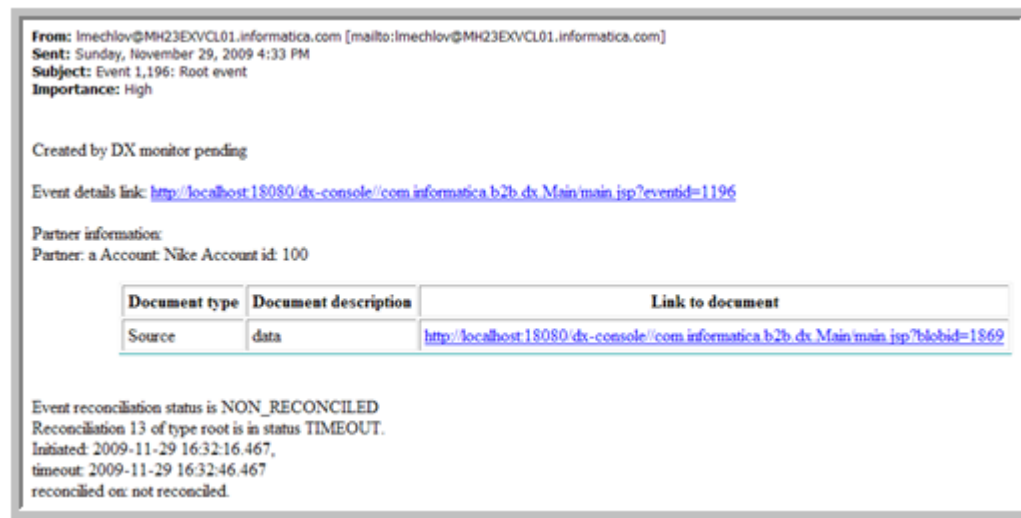 From: lmechlov@MH23EXVCL01.informatica.com [mailto:lmechlov@MH23EXVCL01.informatica.com]
Sent: Sunday, November 29, 2009 4:33 PM
Subject: Event 1,196: Root event
Importance: High
Created by DX monitor pending
Event details link: http://localhost:18080/dx-console//com.informatica.b2b.dx.Main/main.jsp?eventid=1196
Partner information:
Partner: a Account: Nike Account id: 100
Document type Document description Link to document
Source data http://localhost:18080/dx-console//com.informatica.b2b.dx.Main/main.jsp?blobid=1869
Event reconciliation status is NON_RECONCILED
Reconciliation 13 of type root is in status TIMEOUT.
Initiated: 2009-11-29 16:32:16.467,
timeout: 2009-11-29 16:32:46.467
reconcilied on: not reconciled.